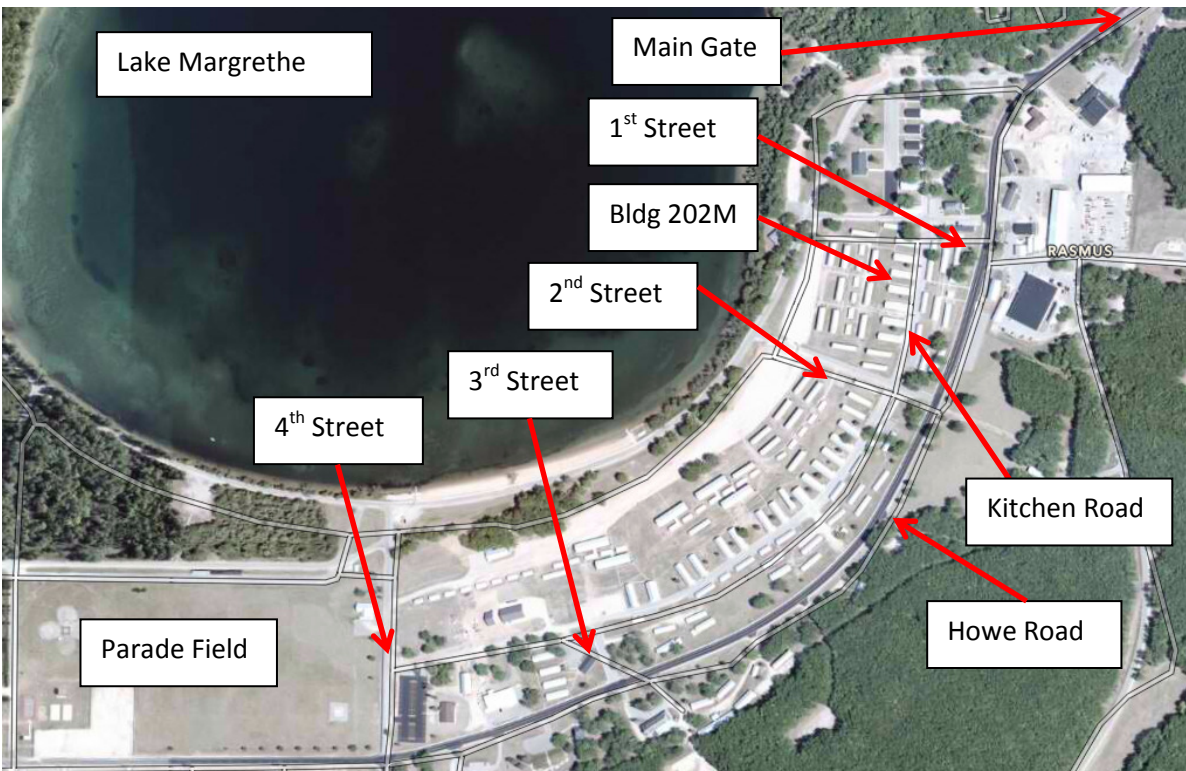 Lake Margrethe
Main Gate
1st Street
Bldg 202M
RASMUS
2nd Street
3rd Street
4th Street
Kitchen Road
Howe Road
Parade Field